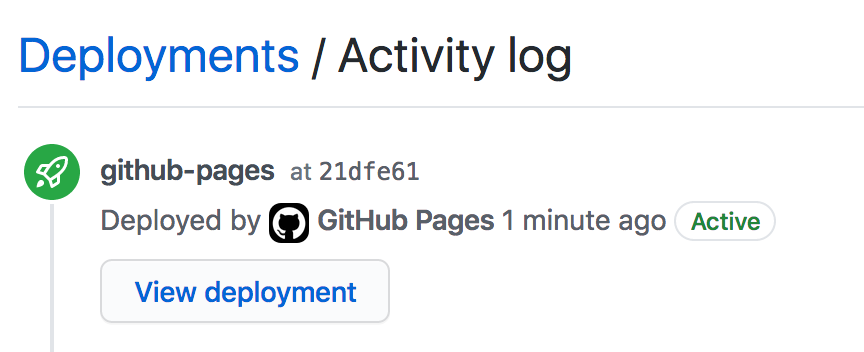 Deployments / Activity log
github-pages at 21dfe61
Deployed by GitHub Pages 1 minute ago Active
View deployment